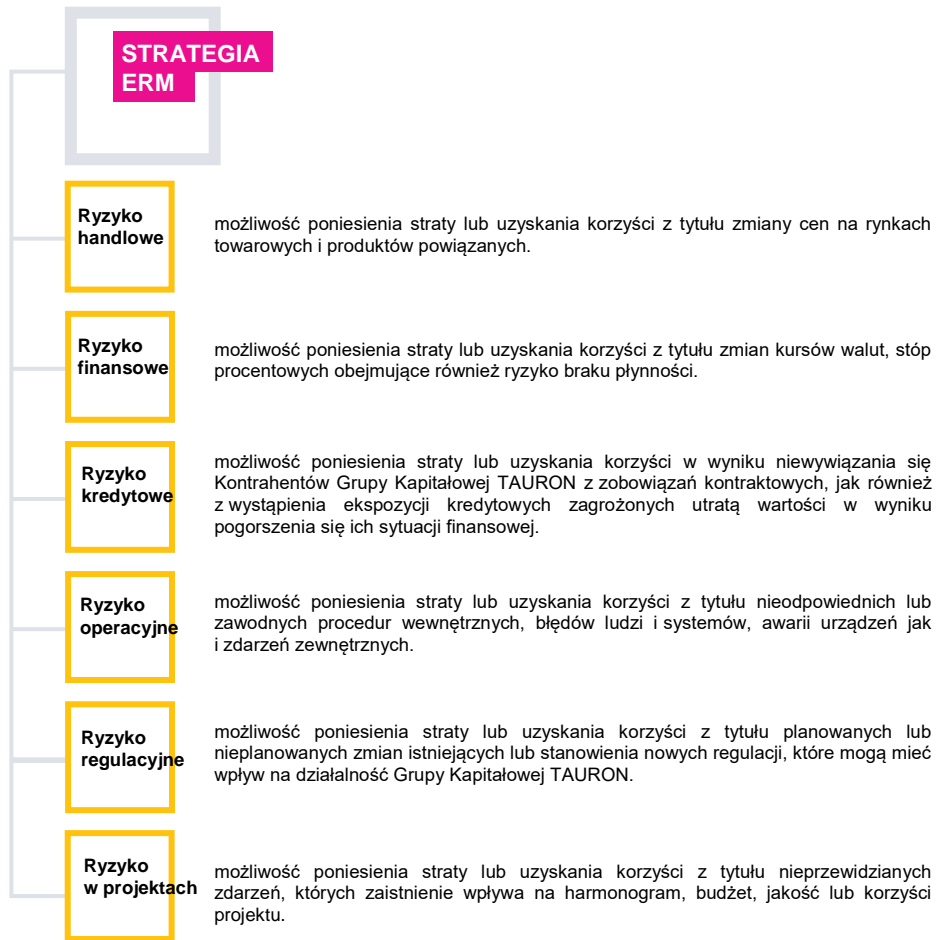 STRATEGIA
ERM
Ryzyko
handlowe
możliwość poniesienia straty lub uzyskania korzyści z tytułu zmiany cen na rynkach
towarowych i produktów powiązanych.
Ryzyko
finansowe
możliwość poniesienia straty lub uzyskania korzyści z tytułu zmian kursów walut, stóp
procentowych obejmujące również ryzyko braku płynności.
Ryzyko
kredytowe
możliwość poniesienia straty lub uzyskania korzyści w wyniku niewywiązania się
Kontrahentów Grupy Kapitałowej TAURON z zobowiązań kontraktowych, jak również
z wystąpienia ekspozycji kredytowych zagrożonych utratą wartości w wyniku
pogorszenia się ich sytuacji finansowej.
Ryzyko
operacyjne
możliwość poniesienia straty lub uzyskania korzyści z tytułu nieodpowiednich lub
zawodnych procedur wewnętrznych, błędów ludzi i systemów, awarii urządzeń jak
i zdarzeń zewnętrznych.
Ryzyko
regulacyjne
możliwość poniesienia straty lub uzyskania korzyści z tytułu planowanych lub
nieplanowanych zmian istniejących lub stanowienia nowych regulacji, które mogą mieć
wpływ na działalność Grupy Kapitałowej TAURON.
Ryzyko
w projektach
możliwość poniesienia straty lub uzyskania korzyści z tytułu nieprzewidzianych
zdarzeń, których zaistnienie wpływa na harmonogram, budżet, jakość lub korzyści
projektu.